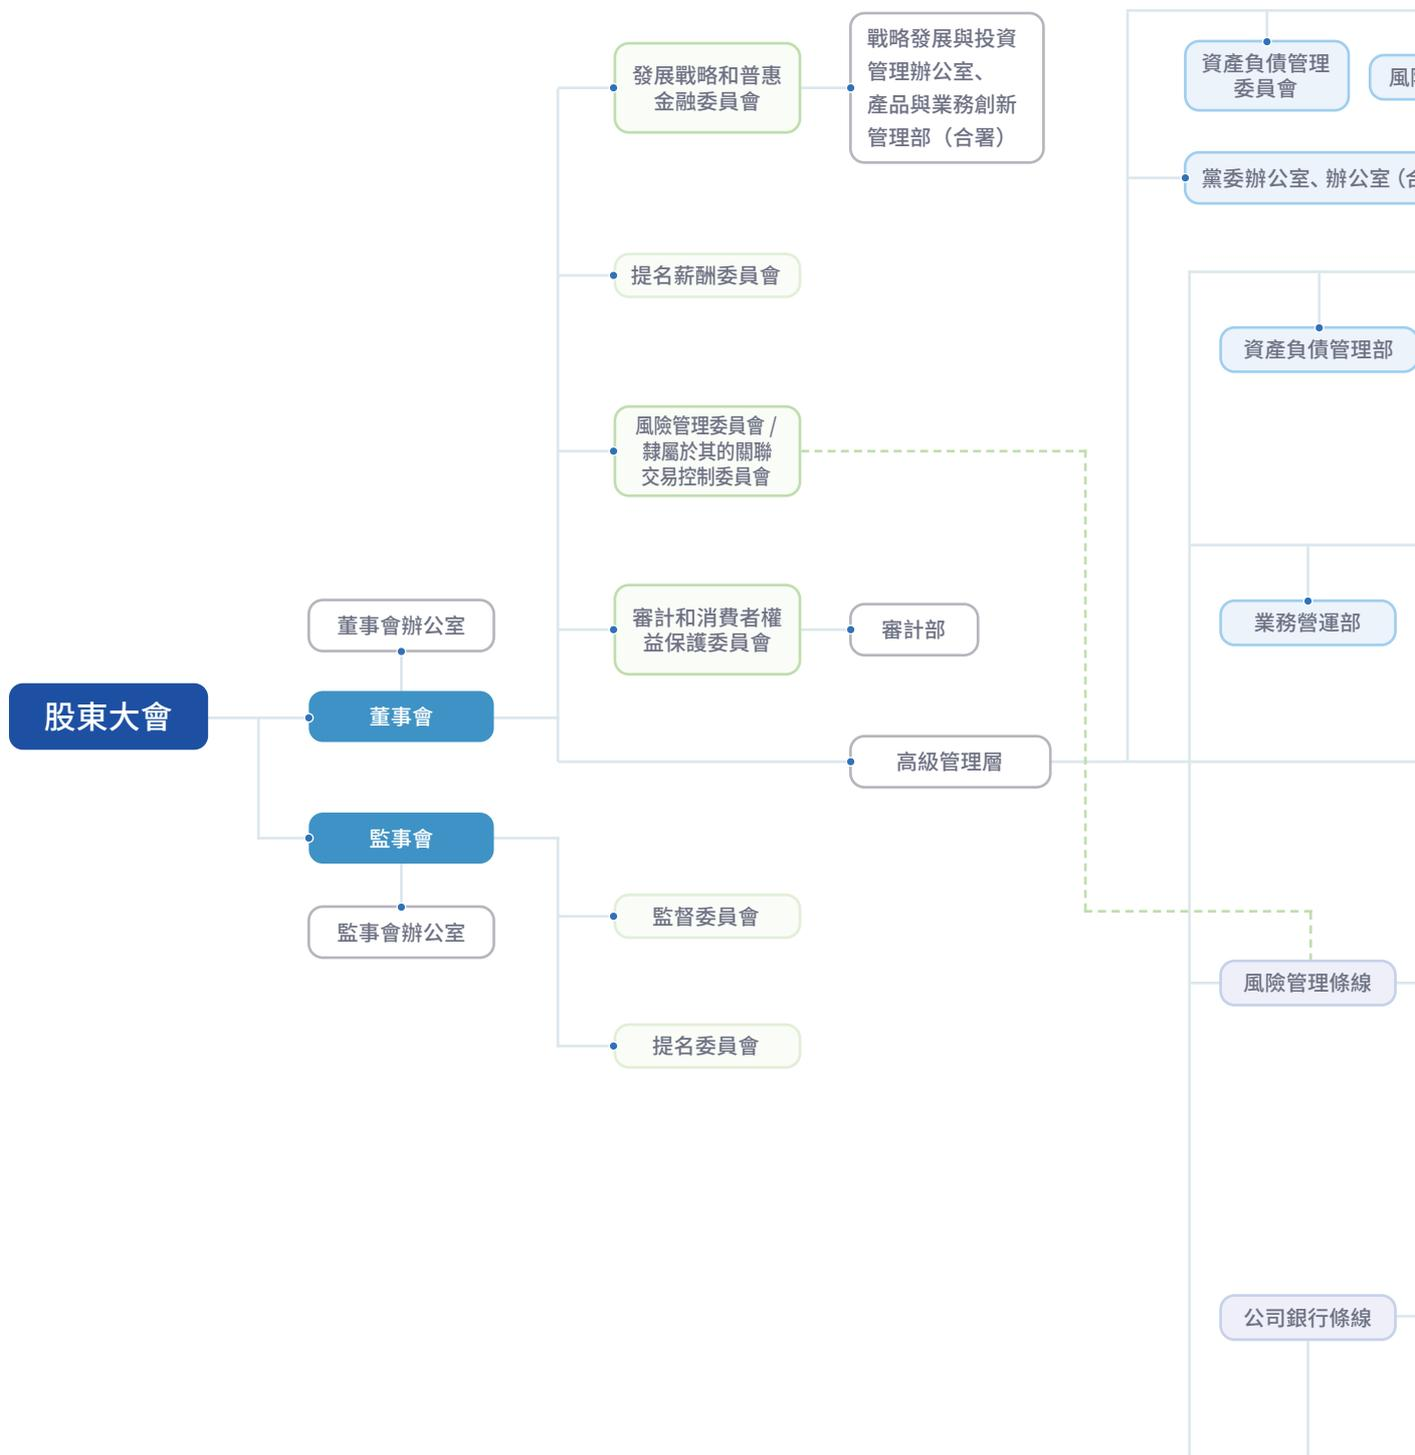 發展戰略和普惠
金融委員會
戰略發展與投資
管理辦公室、
產品與業務創新
管理部（合署）
資產負債管理
委員會
風
黨委辦公室、辦公室（合
提名薪酬委員會
資產負債管理部
風險管理委員會 /
隸屬於其的關聯
交易控制委員會
審計和消費者權
益保護委員會
審計部
業務營運部
董事會辦公室
股東大會
董事會
高級管理層
監事會
監事會辦公室
監督委員會
風險管理條線
提名委員會
公司銀行條線